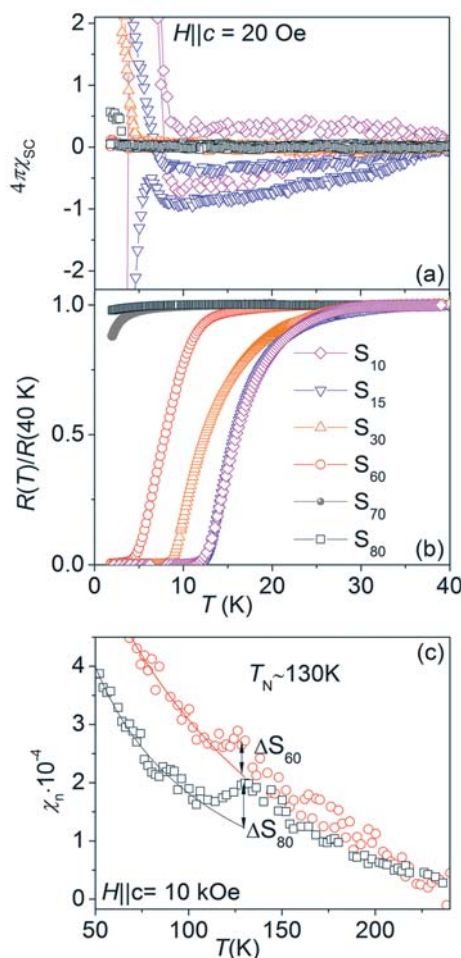 H||c = 20 Oe
2
1
0
-1
-2
4πχSC
(a)
1.0
0.5
0.0
R(T)/R(40 K)
S10
S15
S30
S60
S70
S80
(b)
0 10 20 30 40
T (K)
(c)
TN~130K
4
3
2
1
0
χn·10-4
ΔS60
ΔS80
H||c= 10 kOe
50 100 150 200
T(K)